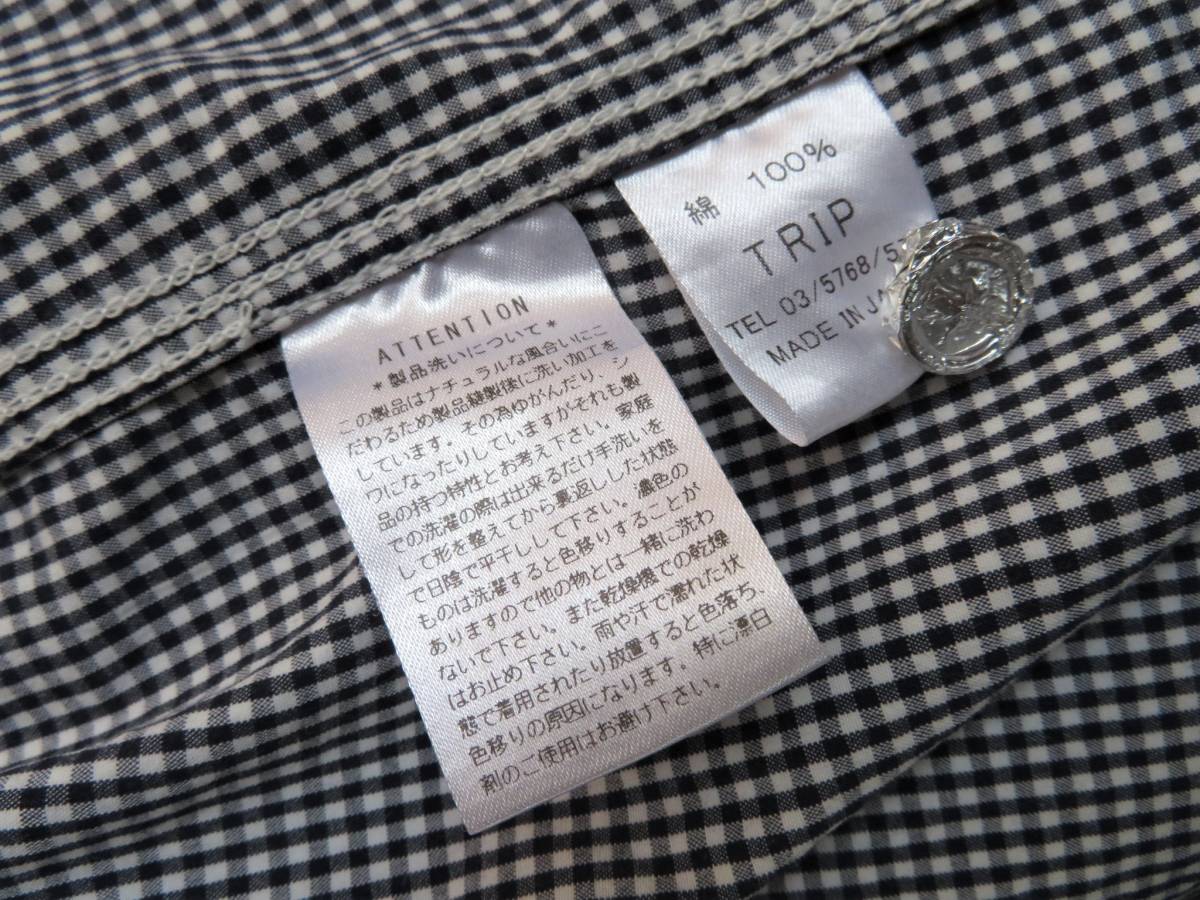 ATTENTION
＊製品洗いについて＊
この製品はナチュラルな風合いにこ
だわるため製品縫製後に洗い加工を
しています。その為ゆがんだり、シ
ワになったりしていますがそれも製
品の持つ特性とお考え下さい。家庭
での洗濯の際は出来るだけ手洗いを
して形を整えてから裏返しした状態
で日陰で平干しして下さい。濃色の
ものは洗濯すると色移りすることが
ありますので他の物とは一緒に洗わ
ないで下さい。また乾燥機での乾燥
はお止め下さい。雨や汗で濡れた状
態で着用されたり放置すると色落ち、
色移りの原因になります。特に漂白
剤のご使用はお避け下さい。
綿 100%
TRIP
TEL 03/5768/5
MADE IN JA